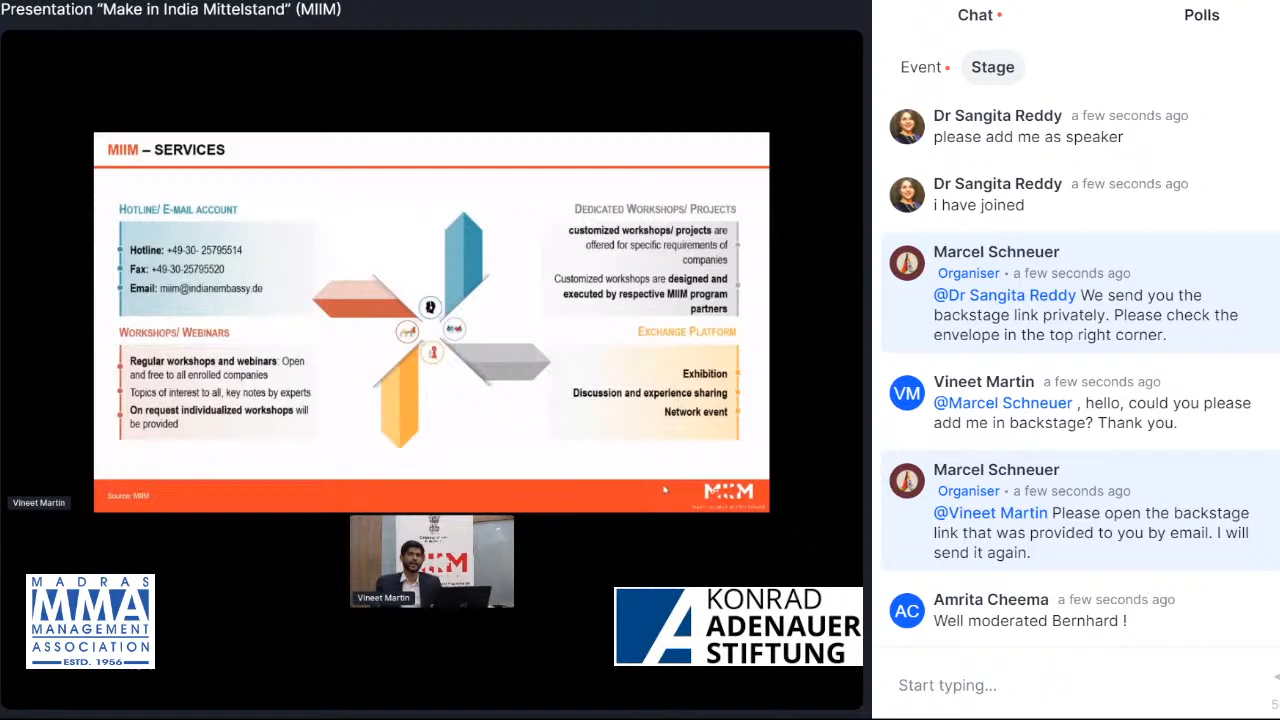 Presentation “Make in India Mittelstand” (MIIM)
MIIM – SERVICES
HOTLINE/ E-MAIL ACCOUNT
Hotline: +49-30- 25795514
Fax: +49-30-25795520
Email: miim@indianembassy.de
DEDICATED WORKSHOPS/ PROJECTS
customized workshops/ projects are
offered for specific requirements of
companies
Customized workshops are designed and
executed by respective MIIM program
partners
WORKSHOPS/ WEBINARS
Regular workshops and webinars: Open
and free to all enrolled companies
Topics of interest to all, key notes by experts
On request individualized workshops will
be provided
EXCHANGE PLATFORM
Exhibition
Discussion and experience sharing
Network event
Source: MIIM
MIIM
Vineet Martin
Vineet Martin
MADRAS
MMA
MANAGEMENT
ASSOCIATION
ESTD. 1956
KONRAD
ADENAUER
STIFTUNG
Chat
Polls
Event
Stage
Dr Sangita Reddy a few seconds ago
please add me as speaker
Dr Sangita Reddy a few seconds ago
i have joined
Marcel Schneuer
Organiser • a few seconds ago
@Dr Sangita Reddy We send you the
backstage link privately. Please check the
envelope in the top right corner.
VM
Vineet Martin a few seconds ago
@Marcel Schneuer , hello, could you please
add me in backstage? Thank you.
Marcel Schneuer
Organiser • a few seconds ago
@Vineet Martin Please open the backstage
link that was provided to you by email. I will
send it again.
AC
Amrita Cheema a few seconds ago
Well moderated Bernhard !
Start typing...